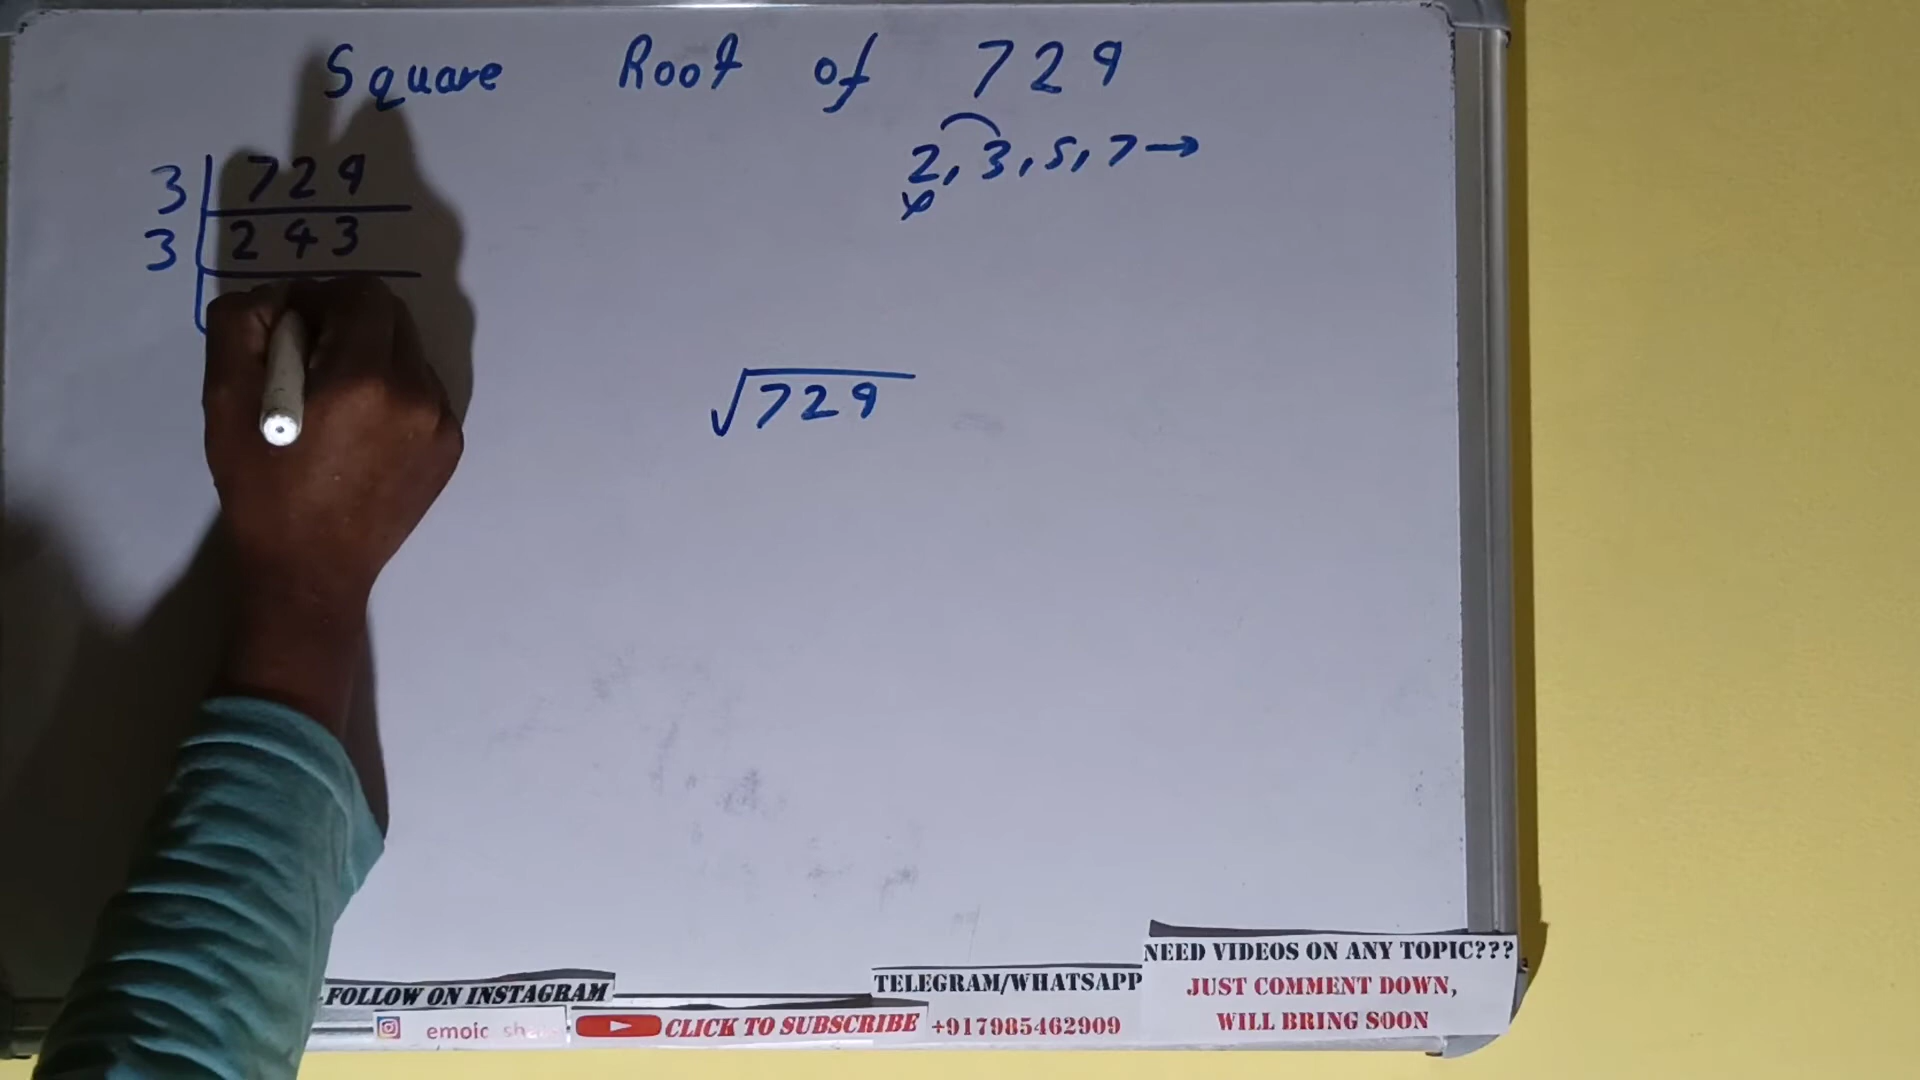 Square Root of 729
2, 3, 5, 7 →
3 | 729
3 | 243
√729
NEED VIDEOS ON ANY TOPIC???
JUST COMMENT DOWN,
WILL BRING SOON
FOLLOW ON INSTAGRAM
TELEGRAM/WHATSAPP
emoic
CLICK TO SUBSCRIBE
+917985462909